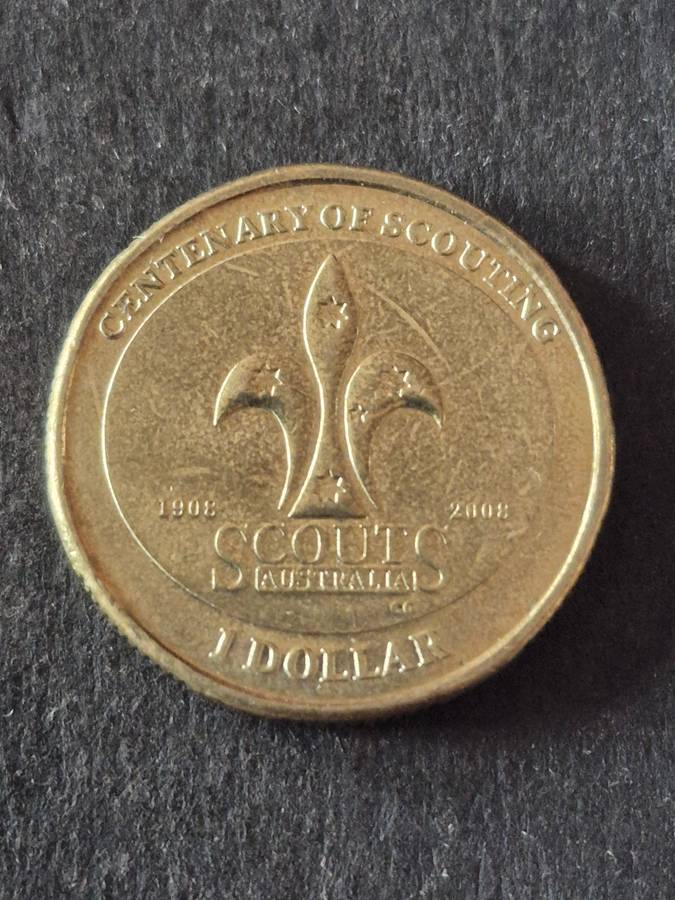 CENTENARY OF SCOUTING
1908 2008
SCOUTS
AUSTRALIA
1 DOLLAR